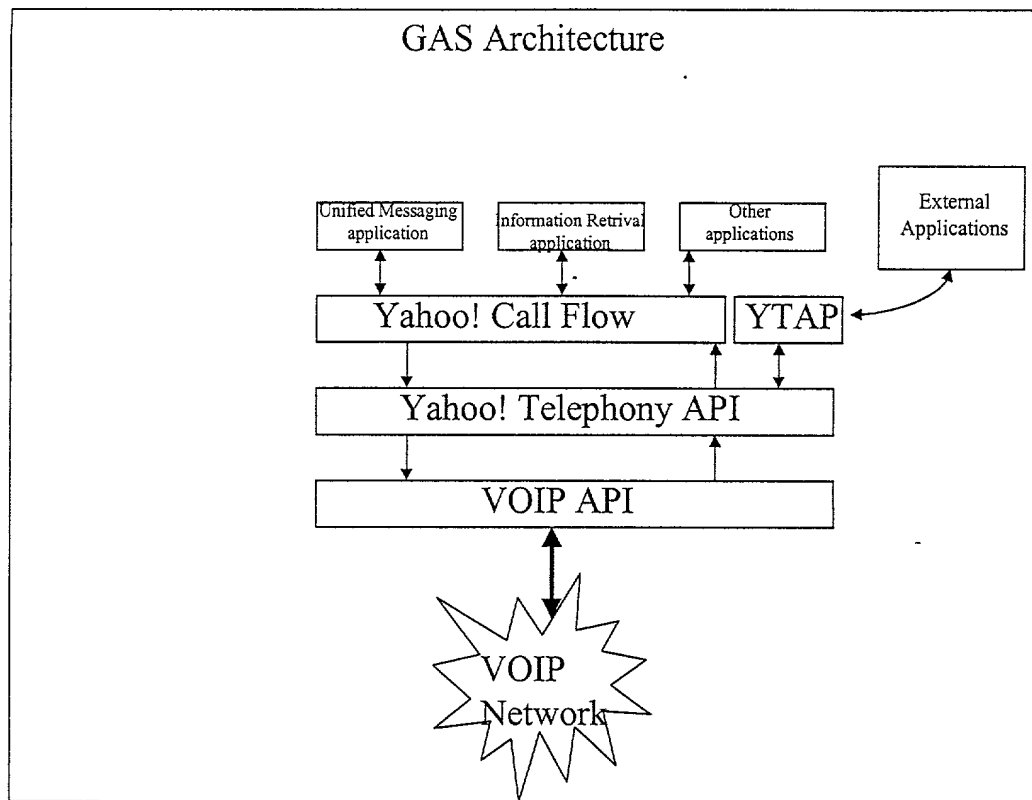 GAS Architecture
Unified Messaging
application
Information Retrival
application
Other
applications
External
Applications
Yahoo! Call Flow
YTAP
Yahoo! Telephony API
VOIP API
VOIP
Network